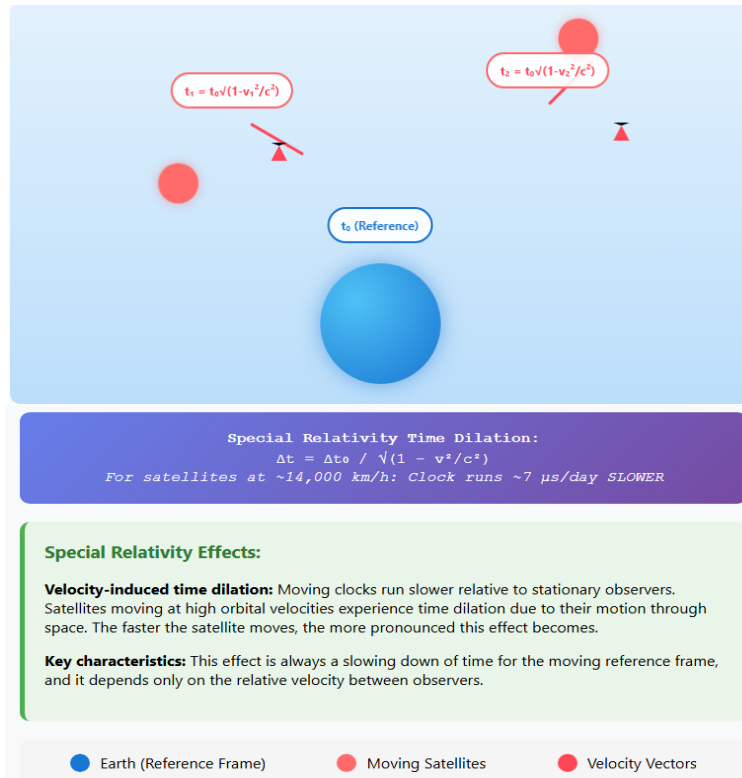 t₂ = t₀√(1-v₂²/c²)
t₁ = t₀√(1-v₁²/c²)
t₀ (Reference)
Special Relativity Time Dilation:
Δt = Δt₀ / √(1 - v²/c²)
For satellites at ~14,000 km/h: Clock runs ~7 μs/day SLOWER
Special Relativity Effects:
Velocity-induced time dilation: Moving clocks run slower relative to stationary observers.
Satellites moving at high orbital velocities experience time dilation due to their motion through
space. The faster the satellite moves, the more pronounced this effect becomes.
Key characteristics: This effect is always a slowing down of time for the moving reference frame,
and it depends only on the relative velocity between observers.
Earth (Reference Frame)
Moving Satellites
Velocity Vectors